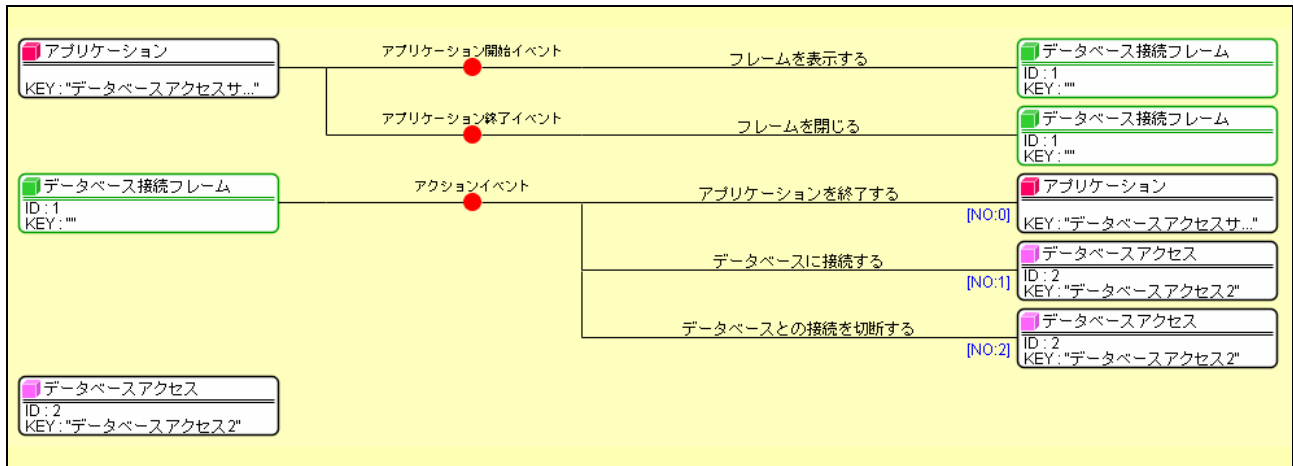 アプリケーション
KEY : "データベースアクセスサ..."
アプリケーション開始イベント
フレームを表示する
データベース接続フレーム
ID : 1
KEY : ""
アプリケーション終了イベント
フレームを閉じる
データベース接続フレーム
ID : 1
KEY : ""
データベース接続フレーム
ID : 1
KEY : ""
アクションイベント
アプリケーションを終了する
[NO:0]
アプリケーション
KEY : "データベースアクセスサ..."
データベースに接続する
[NO:1]
データベースアクセス
ID : 2
KEY : "データベースアクセス2"
データベースとの接続を切断する
[NO:2]
データベースアクセス
ID : 2
KEY : "データベースアクセス2"
データベースアクセス
ID : 2
KEY : "データベースアクセス2"